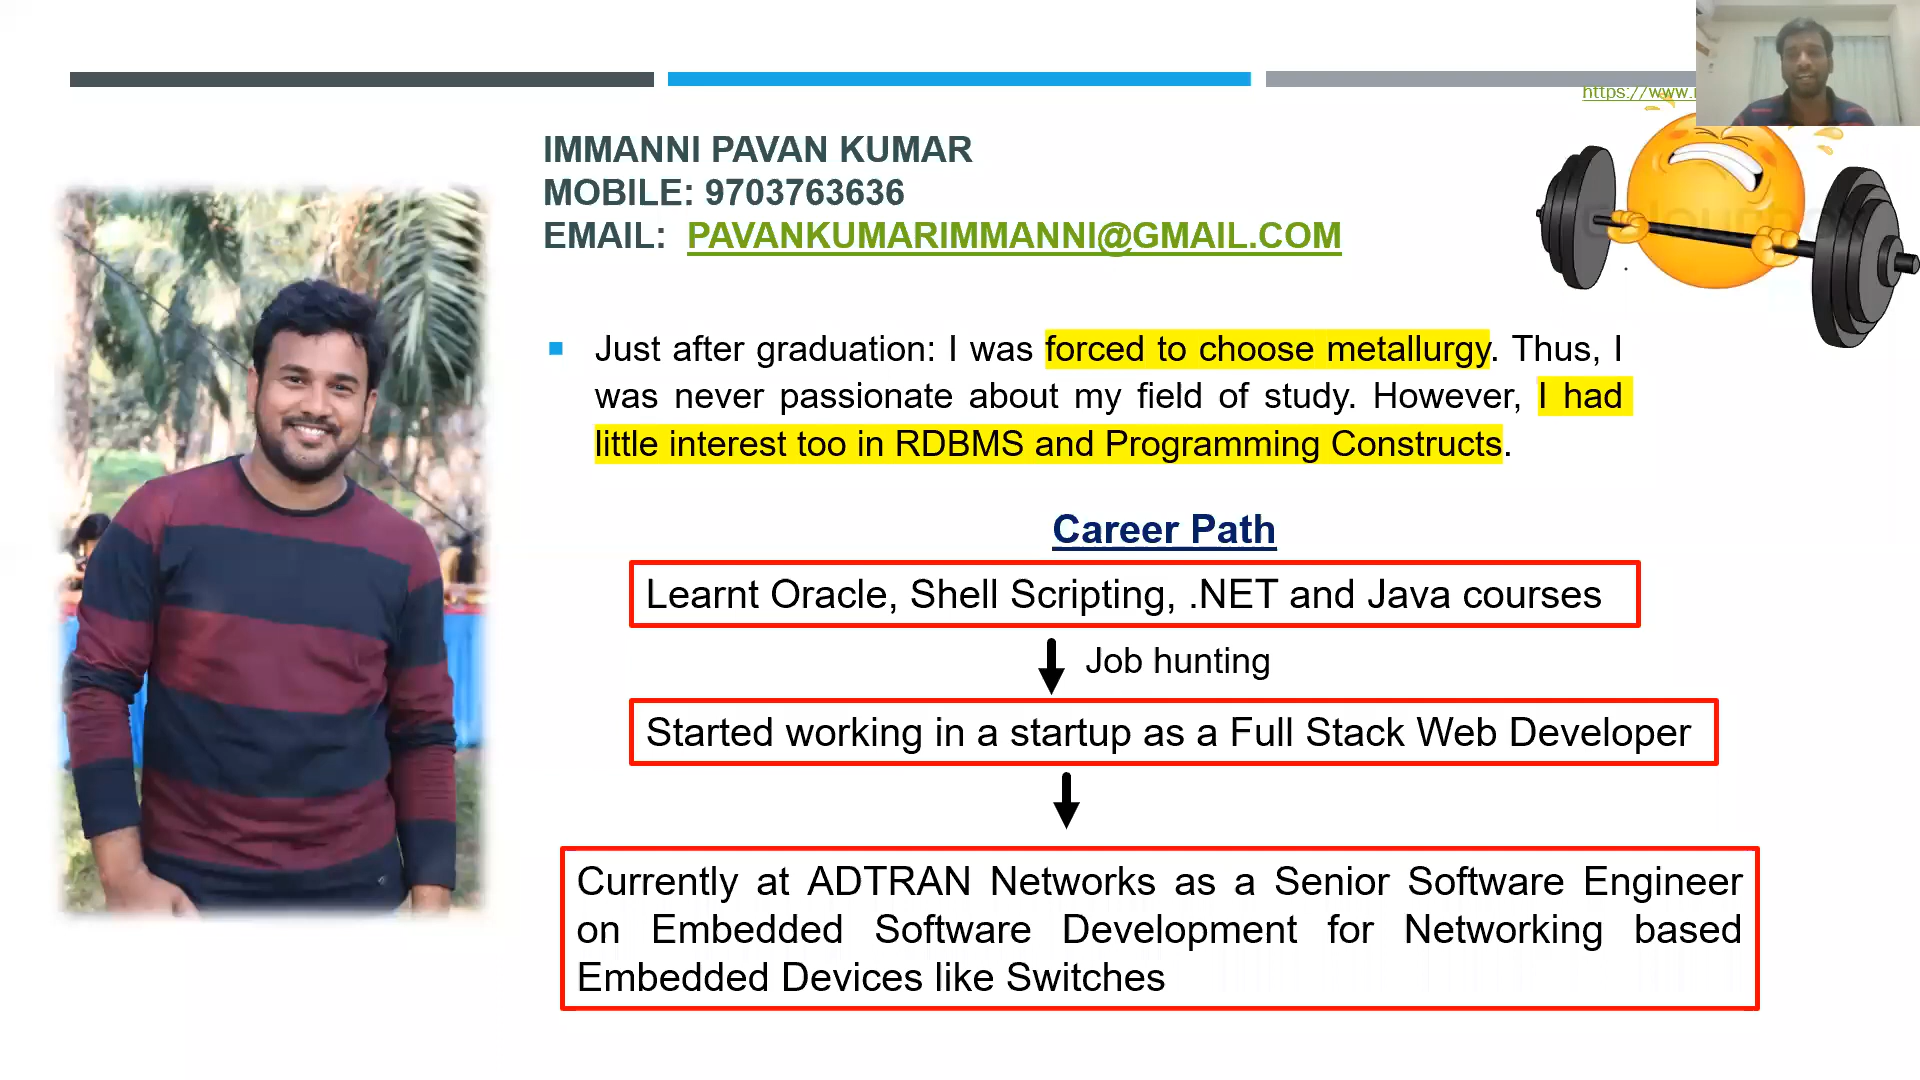 https://www.
IMMANNI PAVAN KUMAR
MOBILE: 9703763636
EMAIL: PAVANKUMARIMMANNI@GMAIL.COM
Just after graduation: I was forced to choose metallurgy. Thus, I
was never passionate about my field of study. However, I had
little interest too in RDBMS and Programming Constructs.
Career Path
Learnt Oracle, Shell Scripting, .NET and Java courses
Job hunting
Started working in a startup as a Full Stack Web Developer
Currently at ADTRAN Networks as a Senior Software Engineer
on Embedded Software Development for Networking based
Embedded Devices like Switches